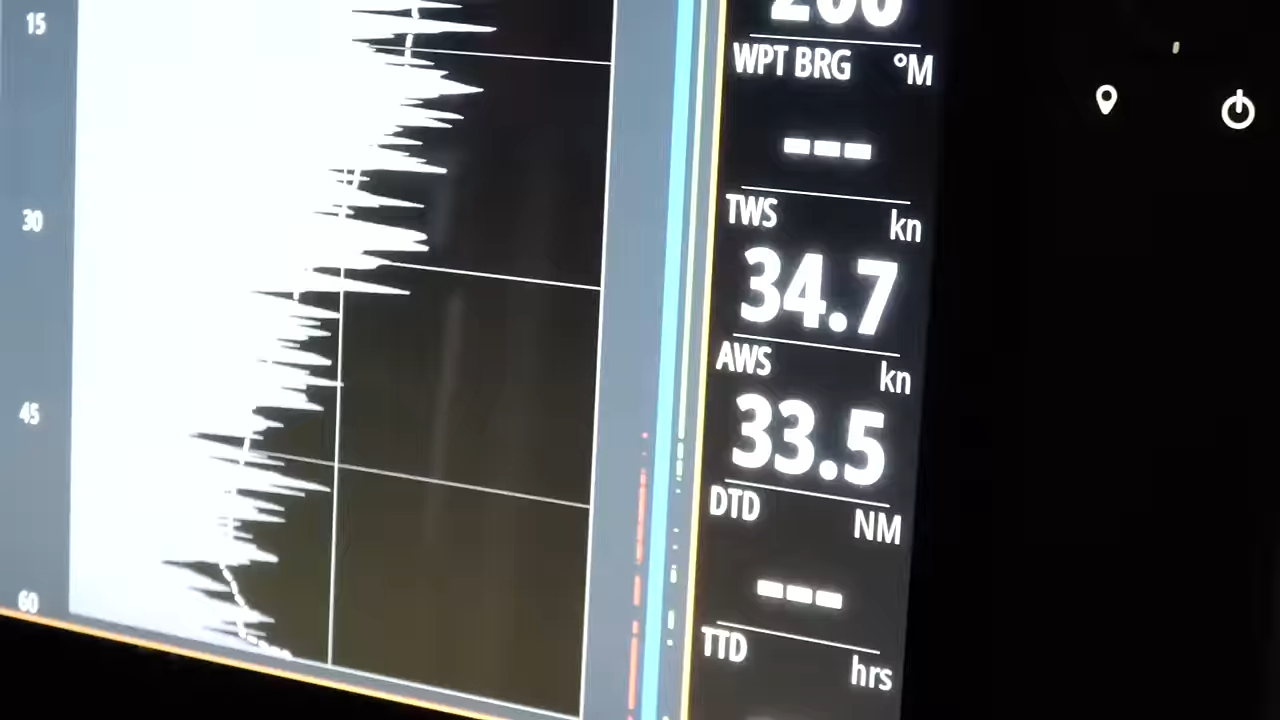 15
30
45
60
WPT BRG °M
---
TWS kn
34.7
AWS kn
33.5
DTD NM
---
TTD hrs